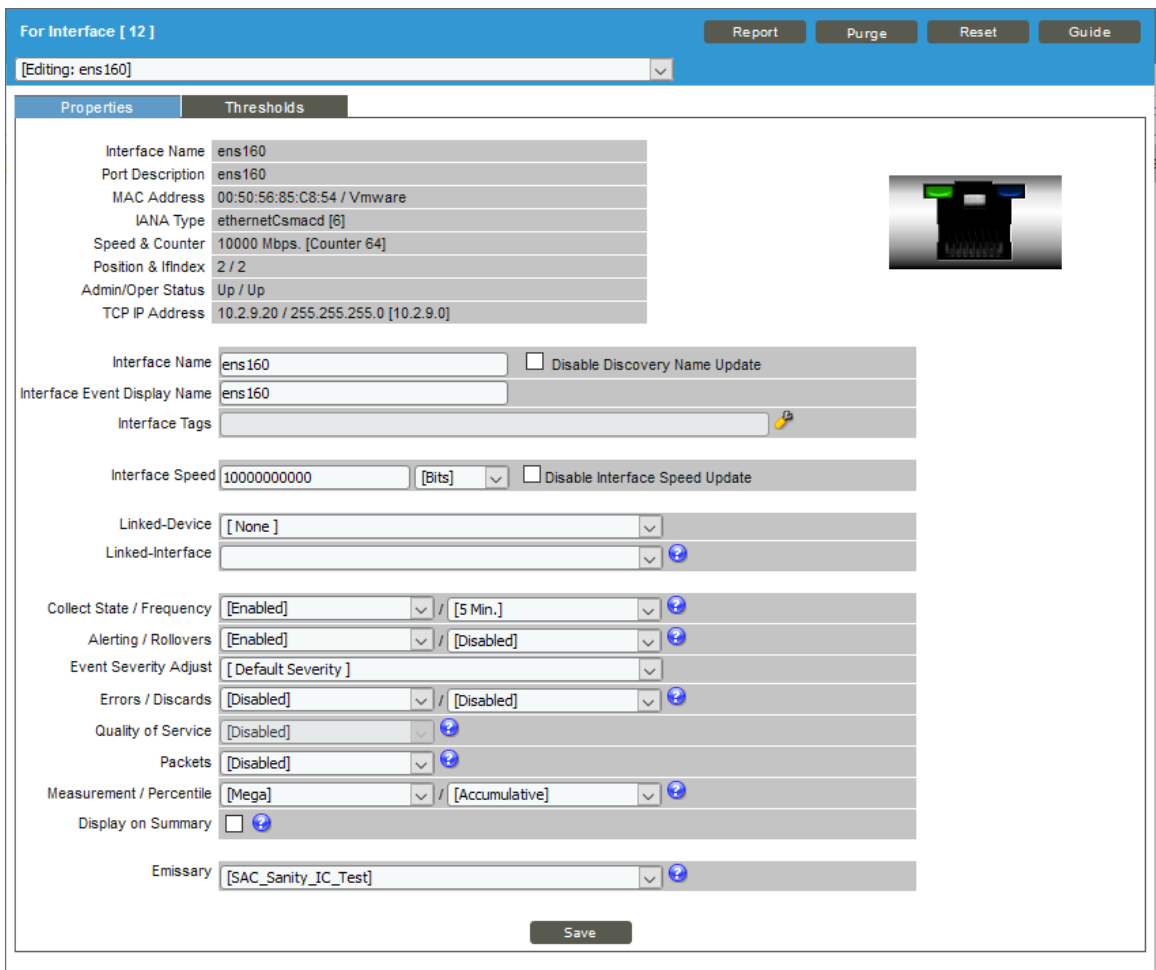 For Interface [ 12 ] Report Purge Reset Guide
[Editing: ens160]
Properties Thresholds
Interface Name ens160
Port Description ens160
MAC Address 00:50:56:85:C8:54 / Vmware
IANA Type ethernetCsmacd [6]
Speed & Counter 10000 Mbps. [Counter 64]
Position & IfIndex 2 / 2
Admin/Oper Status Up / Up
TCP IP Address 10.2.9.20 / 255.255.255.0 [10.2.9.0]
Interface Name ens160 Disable Discovery Name Update
Interface Event Display Name ens160
Interface Tags
Interface Speed 10000000000 [Bits] Disable Interface Speed Update
Linked-Device [ None ]
Linked-Interface
Collect State / Frequency [Enabled] / [5 Min.]
Alerting / Rollovers [Enabled] / [Disabled]
Event Severity Adjust [ Default Severity ]
Errors / Discards [Disabled] / [Disabled]
Quality of Service [Disabled]
Packets [Disabled]
Measurement / Percentile [Mega] / [Accumulative]
Display on Summary
Emissary [SAC_Sanity_IC_Test]
Save